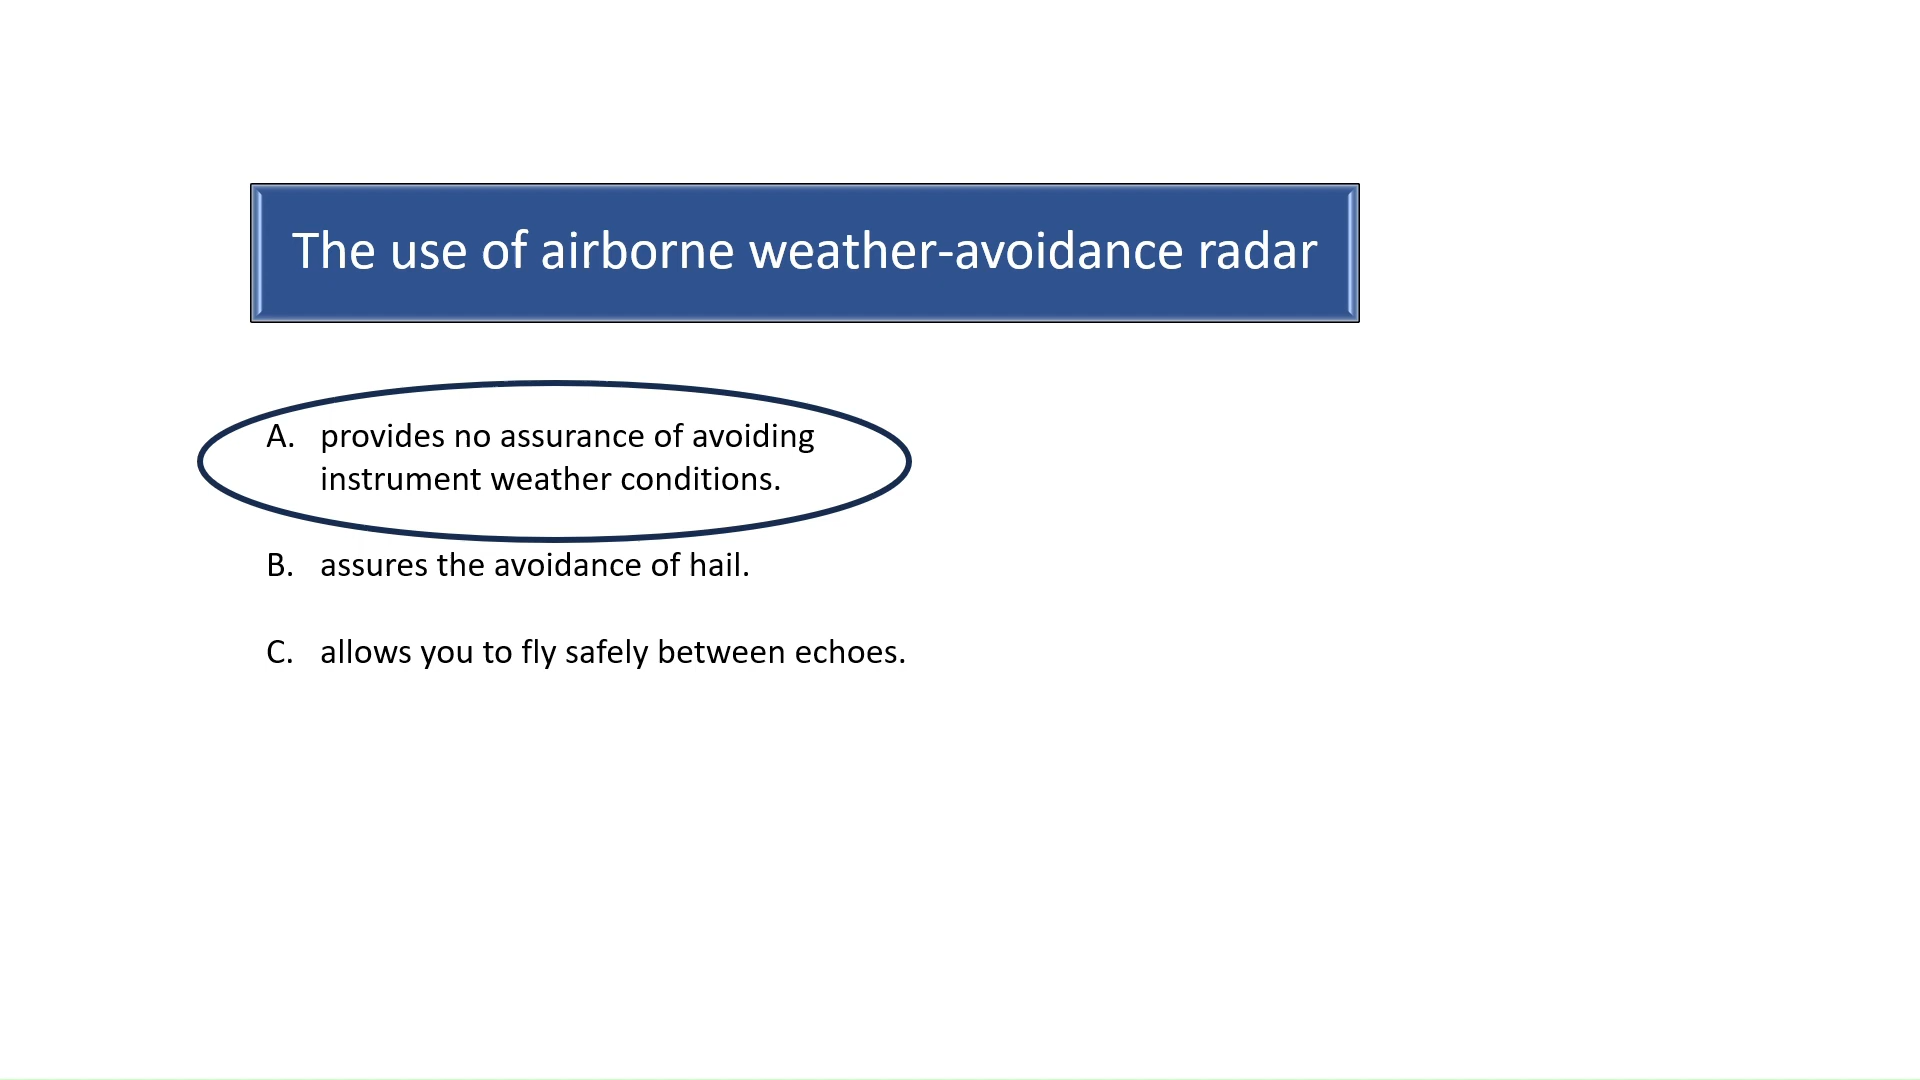 The use of airborne weather-avoidance radar
A. provides no assurance of avoiding
instrument weather conditions.
B. assures the avoidance of hail.
C. allows you to fly safely between echoes.